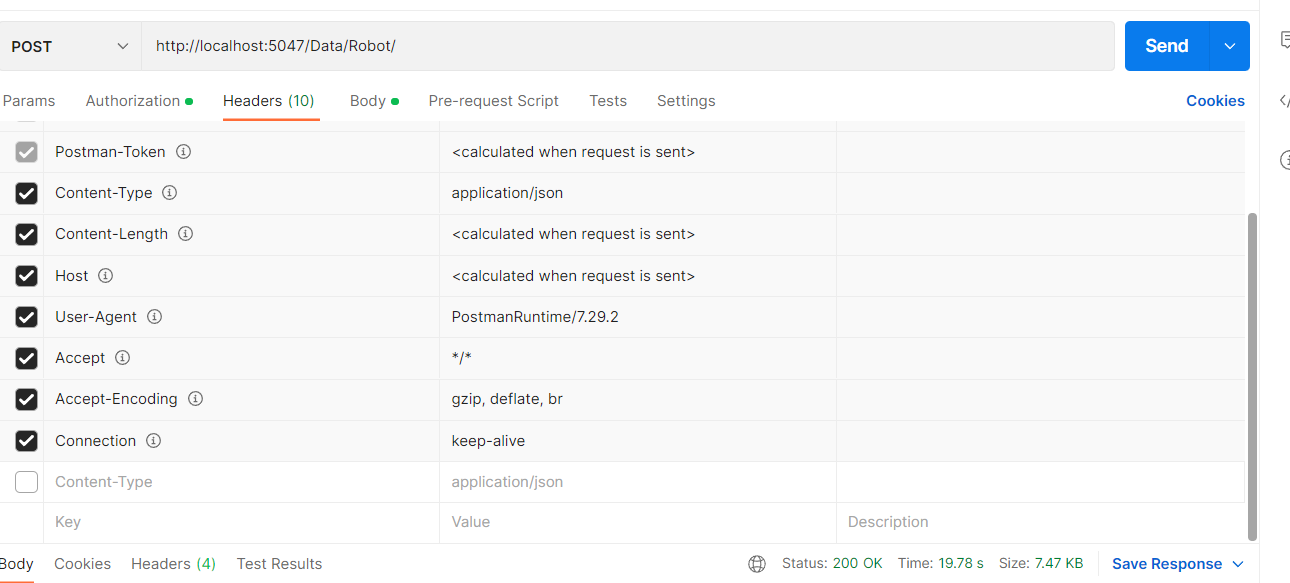 POST http://localhost:5047/Data/Robot/ Send
Params Authorization Headers (10) Body Pre-request Script Tests Settings Cookies
Postman-Token <calculated when request is sent>
Content-Type application/json
Content-Length <calculated when request is sent>
Host <calculated when request is sent>
User-Agent PostmanRuntime/7.29.2
Accept */*
Accept-Encoding gzip, deflate, br
Connection keep-alive
Content-Type application/json
Key Value Description
Body Cookies Headers (4) Test Results Status: 200 OK Time: 19.78 s Size: 7.47 KB Save Response